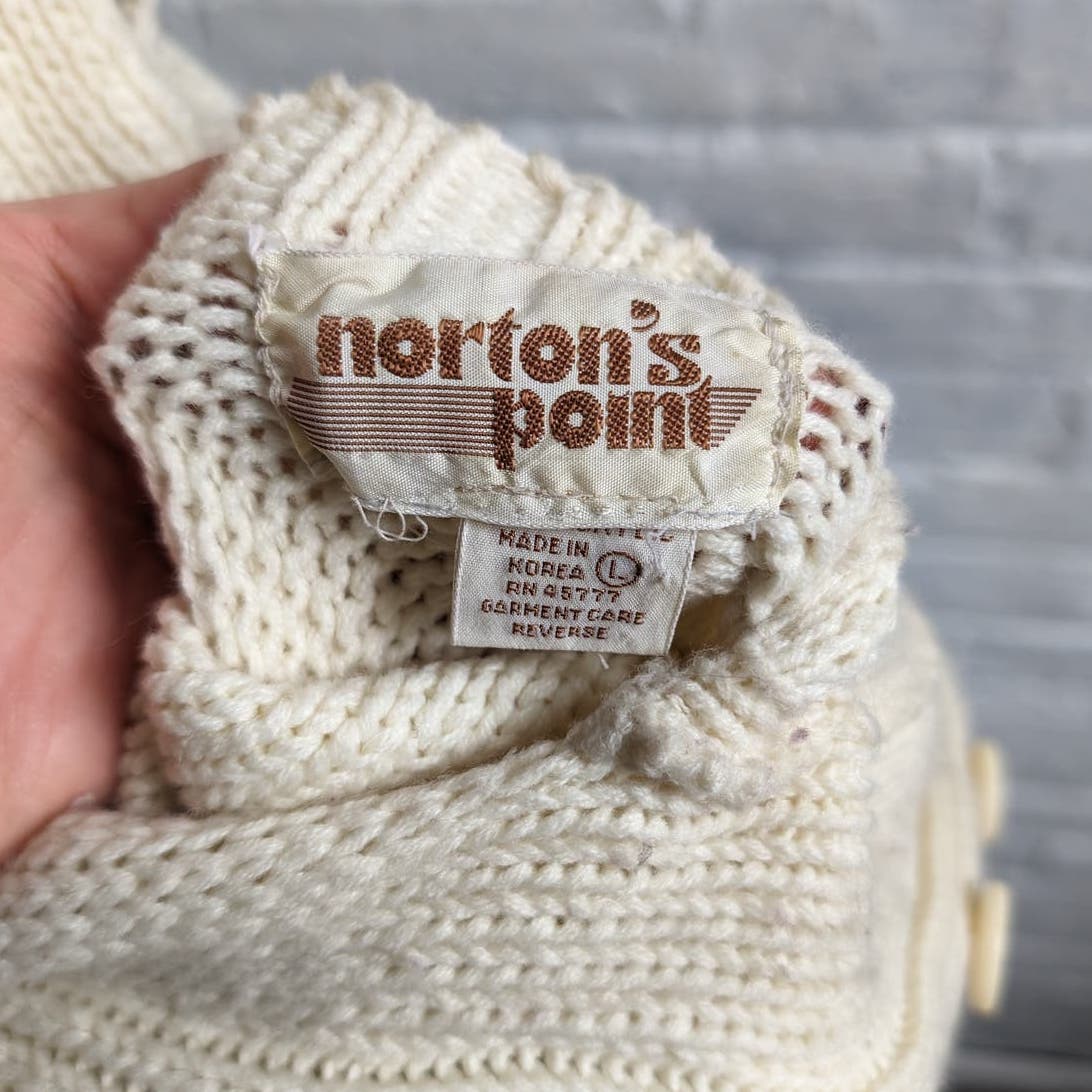 norton's
point
MADE IN
KOREA L
RN 45777
GARMENT CARE
REVERSE